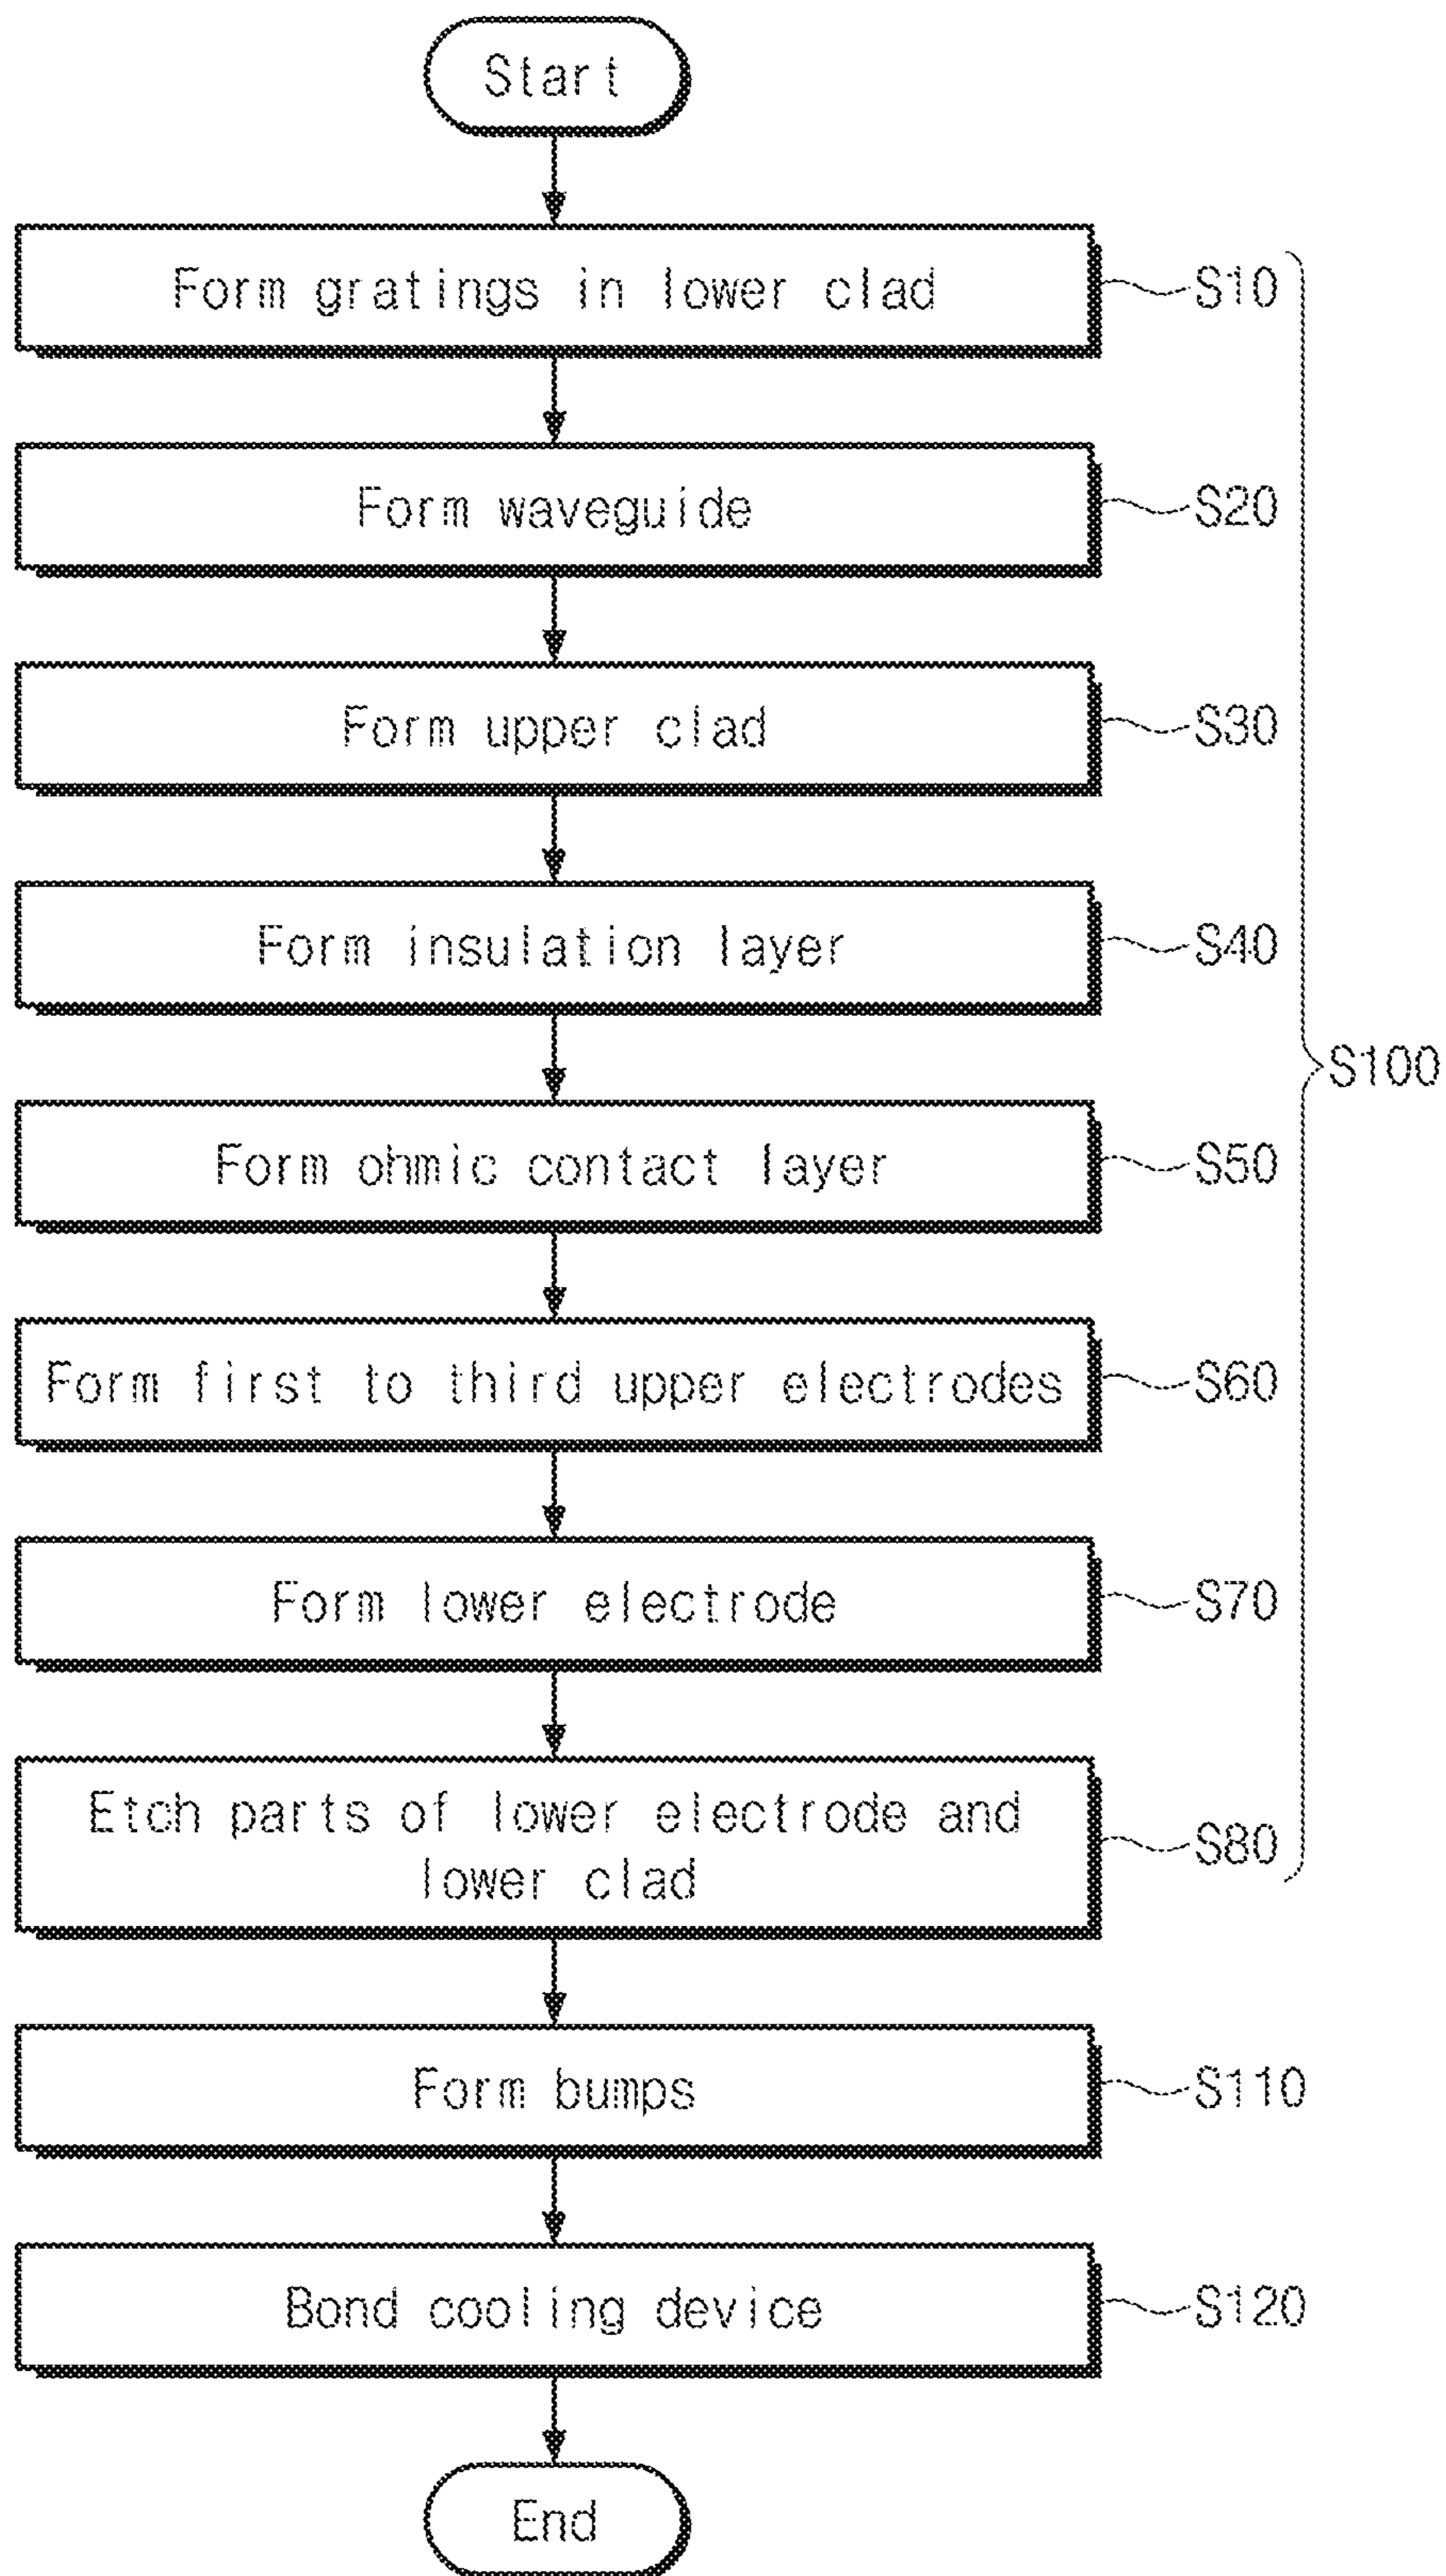 Start
Form gratings in lower clad
S10
Form waveguide
S20
Form upper clad
S30
Form insulation layer
S40
S100
Form ohmic contact layer
S50
Form first to third upper electrodes
S60
Form lower electrode
S70
Etch parts of lower electrode and
lower clad
S80
Form bumps
S110
Bond cooling device
S120
End